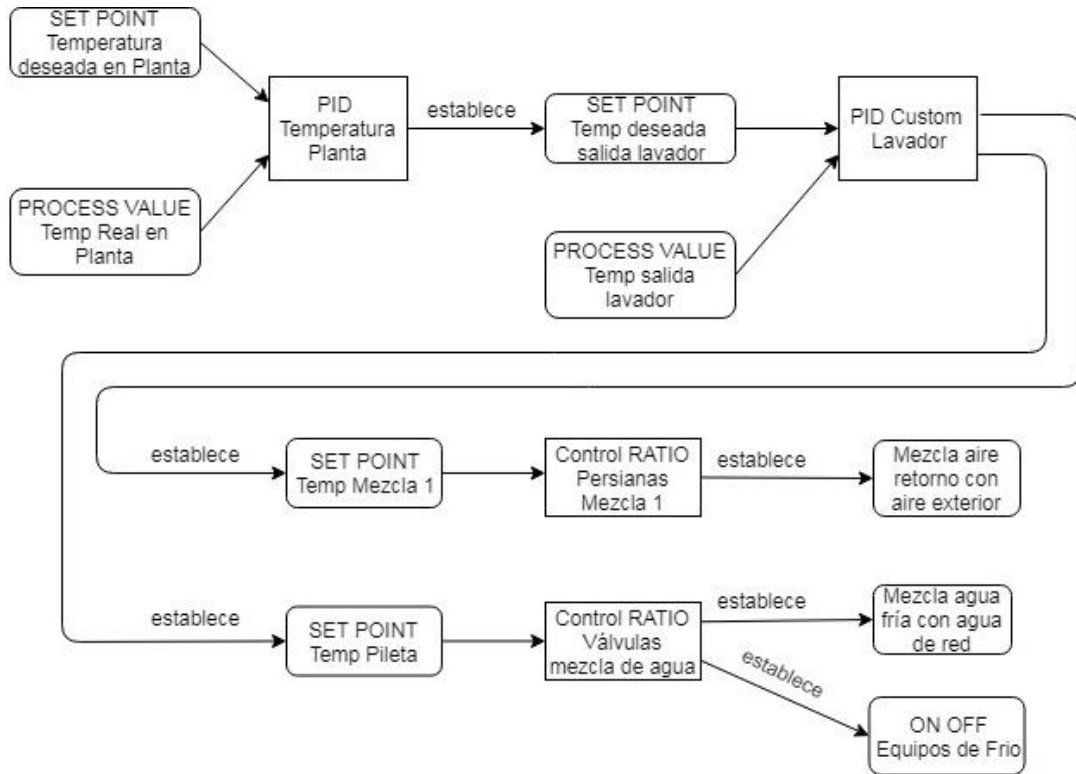 SET POINT
Temperatura
deseada en Planta
PID
Temperatura
Planta
establece
SET POINT
Temp deseada
salida lavador
PID Custom
Lavador
PROCESS VALUE
Temp Real en
Planta
PROCESS VALUE
Temp salida
lavador
establece
SET POINT
Temp Mezcla 1
Control RATIO
Persianas
Mezcla 1
establece
Mezcla aire
retorno con
aire exterior
establece
SET POINT
Temp Pileta
Control RATIO
Válvulas
mezcla de agua
establece
Mezcla agua
fría con agua
de red
establece
ON OFF
Equipos de Frio